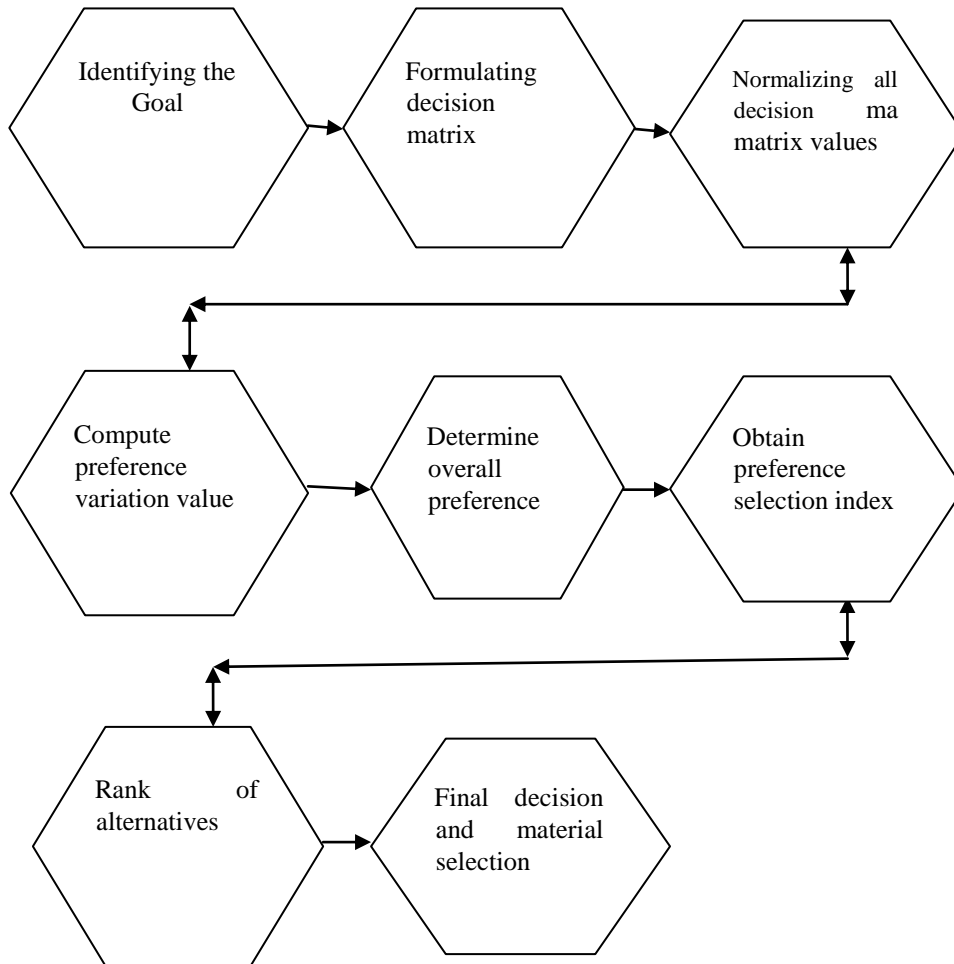 Identifying the
Goal
Formulating
decision
matrix
Normalizing all
decision ma
matrix values
Compute
preference
variation value
Determine
overall
preference
Obtain
preference
selection index
Rank of
alternatives
Final decision
and material
selection